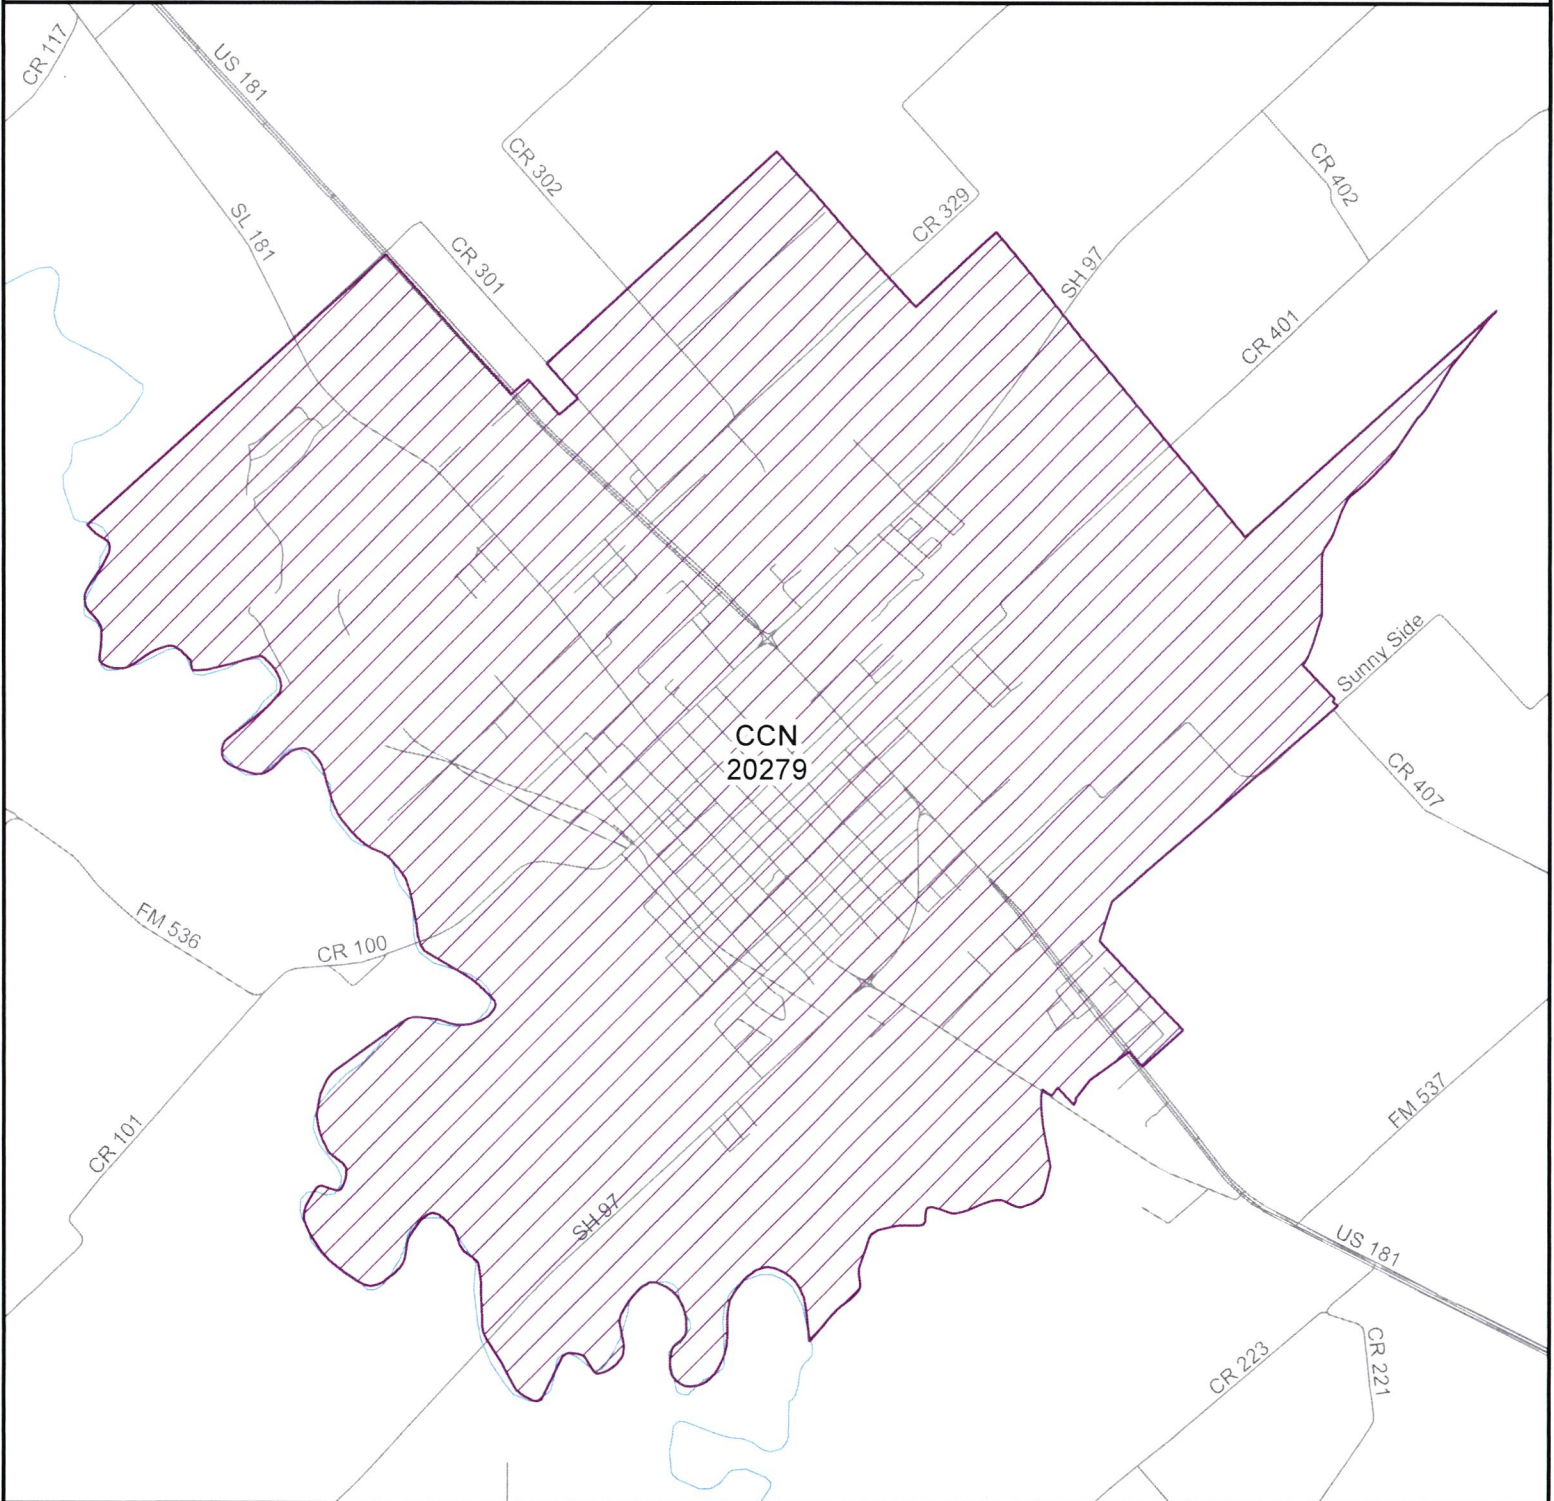 CR 117
US 181
CR 302
CR 402
CR 329
SL 181
CR 301
SH 97
CR 401
Sunny Side
CCN
20279
CR 407
FM 536
CR 100
FM 537
CR 101
SH 97
US 181
CR 223
CR 221